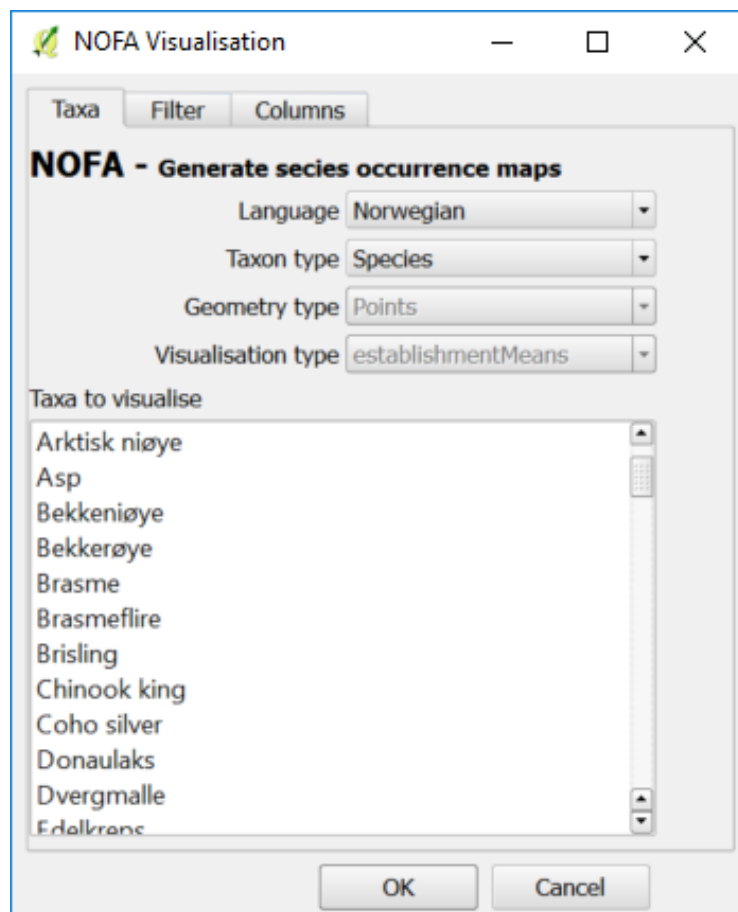 NOFA Visualisation
Taxa Filter Columns
NOFA - Generate secies occurrence maps
Language Norwegian
Taxon type Species
Geometry type Points
Visualisation type establishmentMeans
Taxa to visualise
Arktisk niøye
Asp
Bekkeniøye
Bekkerøye
Brasme
Brasmeflire
Brisling
Chinook king
Coho silver
Donaulaks
Dvergmalle
Edelkreps
OK Cancel